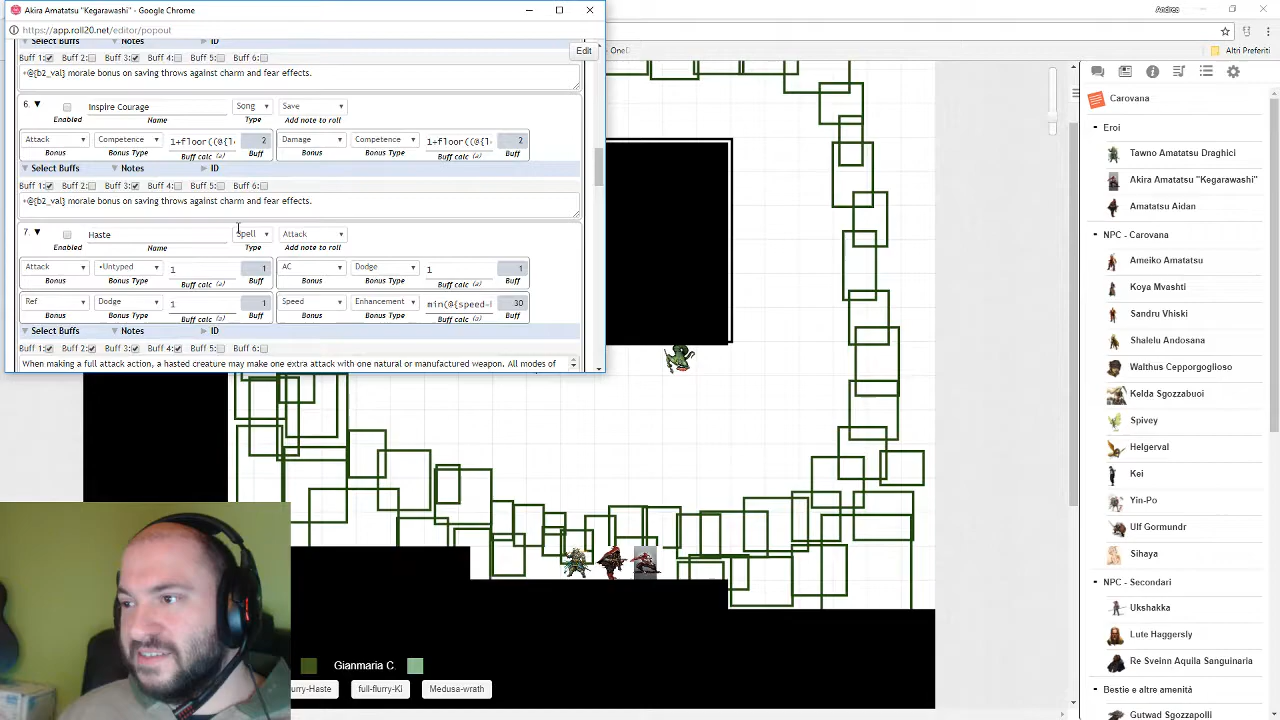 Akira Amatatsu "Kegarawashi" - Google Chrome
https://app.roll20.net/editor/popout
Andrea
Altri Preferiti
Edit
Select Buffs Notes ID
Buff 1: Buff 2: Buff 3: Buff 4: Buff 5: Buff 6:
+@{b2_val} morale bonus on saving throws against charm and fear effects.
6. Inspire Courage Song Save
Enabled Name Type Add note to roll
Attack Competence 1+floor((@{l 2 Damage Competence 1+floor((@{l 2
Bonus Bonus Type Buff calc (a) Buff Bonus Bonus Type Buff calc (a) Buff
Select Buffs Notes ID
Buff 1: Buff 2: Buff 3: Buff 4: Buff 5: Buff 6:
+@{b2_val} morale bonus on saving throws against charm and fear effects.
7. Haste Spell Attack
Enabled Name Type Add note to roll
Attack •Untyped 1 1 AC Dodge 1 1
Bonus Bonus Type Buff calc (a) Buff Bonus Bonus Type Buff calc (a) Buff
Ref Dodge 1 1 Speed Enhancement min(@{speed- 30
Bonus Bonus Type Buff calc (a) Buff Bonus Bonus Type Buff calc (a) Buff
Select Buffs Notes ID
Buff 1: Buff 2: Buff 3: Buff 4: Buff 5: Buff 6:
When making a full attack action, a hasted creature may make one extra attack with one natural or manufactured weapon. All modes of
Gianmaria C
urry-Haste full-flurry-KI Medusa-wrath
Carovana
Eroi
Tawno Amatatsu Draghici
Akira Amatatsu "Kegarawashi"
Amatatsu Aidan
NPC - Carovana
Ameiko Amatatsu
Koya Mvashti
Sandru Vhiski
Shalelu Andosana
Walthus Cepporgoglioso
Kelda Sgozzabuoi
Spivey
Helgerval
Kei
Yin-Po
Ulf Gormundr
Sihaya
NPC - Secondari
Ukshakka
Lute Haggersly
Re Sveinn Aquila Sanguinaria
Bestie e altre amenitá
Gutwad Sgozzapolli